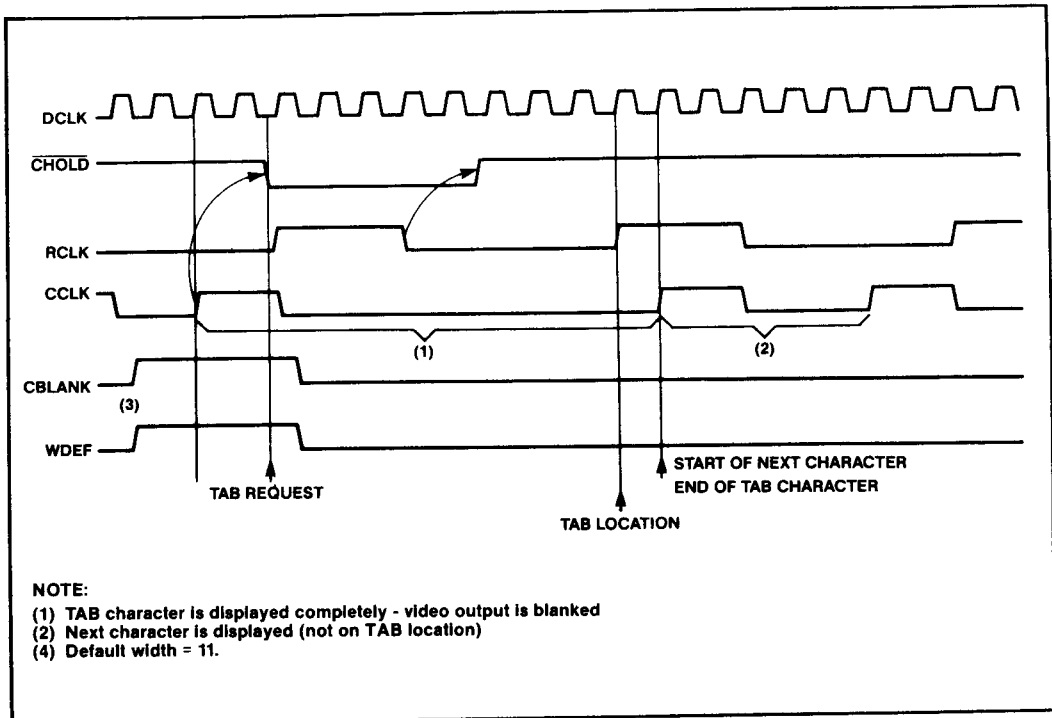 DCLK
CHOLD
RCLK
CCLK
(1)
(2)
CBLANK
(3)
WDEF
TAB REQUEST
START OF NEXT CHARACTER
END OF TAB CHARACTER
TAB LOCATION
NOTE:
(1) TAB character is displayed completely - video output is blanked
(2) Next character is displayed (not on TAB location)
(4) Default width = 11.